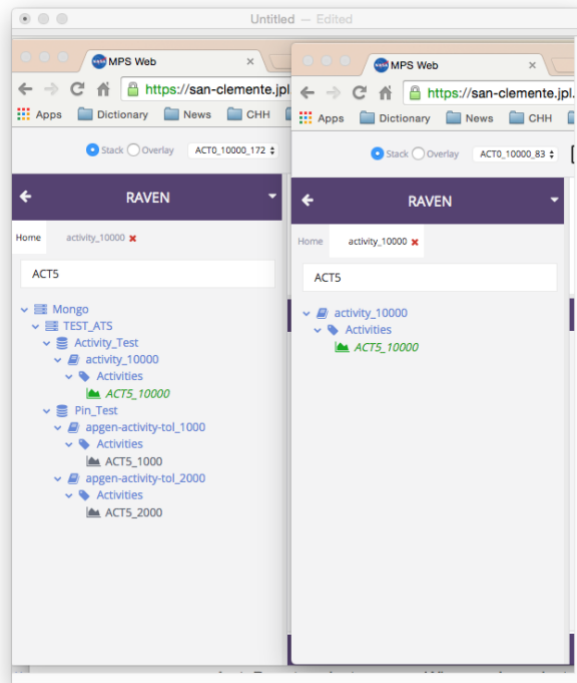 Untitled — Edited
MPS Web
https://san-clemente.jpl.
Apps Dictionary News CHH
Stack Overlay ACT0_10000_172
RAVEN
Home activity_10000
ACT5
Mongo
TEST_ATS
Activity_Test
activity_10000
Activities
ACT5_10000
Pin_Test
apgen-activity-tol_1000
Activities
ACT5_1000
apgen-activity-tol_2000
Activities
ACT5_2000
MPS Web
https://san-clemente.jpl.
Apps Dictionary News CHH
Stack Overlay ACT0_10000_83
RAVEN
Home activity_10000
ACT5
activity_10000
Activities
ACT5_10000